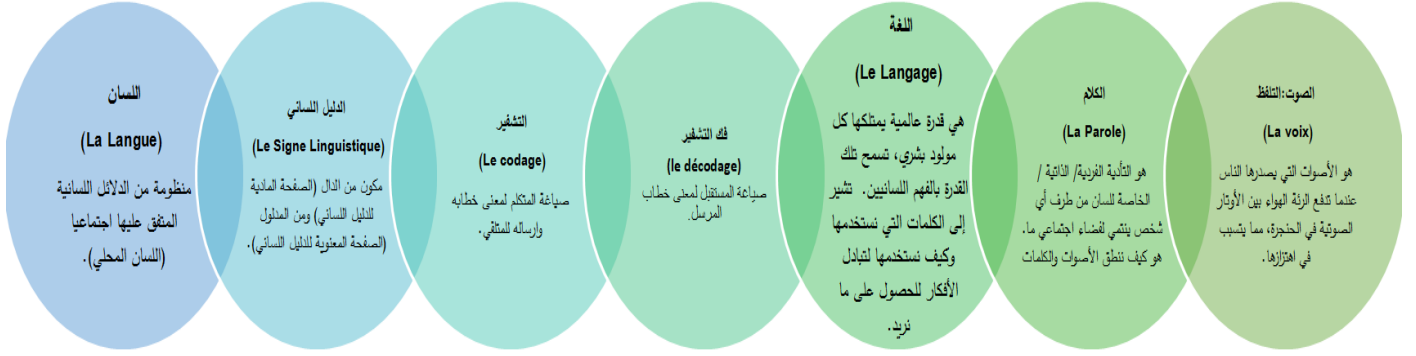 الصوت:التلفظ
(La voix)
هو الأصوات التي يصدرها الناس
عندما تدفع الرئة الهواء بين الأوتار
الصوتية في الحنجرة، مما يتسبب
في اهتزازها.
الكلام
(La Parole)
هو التأدية الفردية/ الذاتية /
الخاصة للسان من طرف أي
شخص ينتمي لفضاء اجتماعي ما.
هو كيف ننطق الأصوات والكلمات
اللغة
(Le Langage)
هي قدرة عالمية يمتلكها كل
مولود بشري، تسمح تلك
القدرة بالفهم اللسانيين. تشير
إلى الكلمات التي نستخدمها
وكيف نستخدمها لتبادل
الأفكار للحصول على ما
نريد.
فك التشفير
(le décodage)
صياغة المستقبل لمعنى خطاب
المرسل.
التشفير
(Le codage)
صياغة المتكلم لمعنى خطابه
وارساله للمتلقي.
الدليل اللساني
(Le Signe Linguistique)
مكون من الدال (الصفحة المادية
للدليل اللساني) ومن المدلول
(الصفحة المعنوية للدليل اللساني).
اللسان
(La Langue)
منظومة من الدلائل اللسانية
المتفق عليها اجتماعيا
(اللسان المحلي).